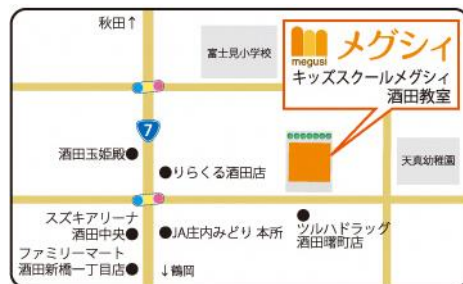 秋田↑
富士見小学校
megusi
メグシィ
キッズスクールメグシィ
酒田教室
7
酒田玉姫殿
りらくる酒田店
天真幼稚園
スズキアリーナ
酒田中央
JA庄内みどり 本所
ツルハドラッグ
酒田曙町店
ファミリーマート
酒田新橋一丁目店
↓鶴岡